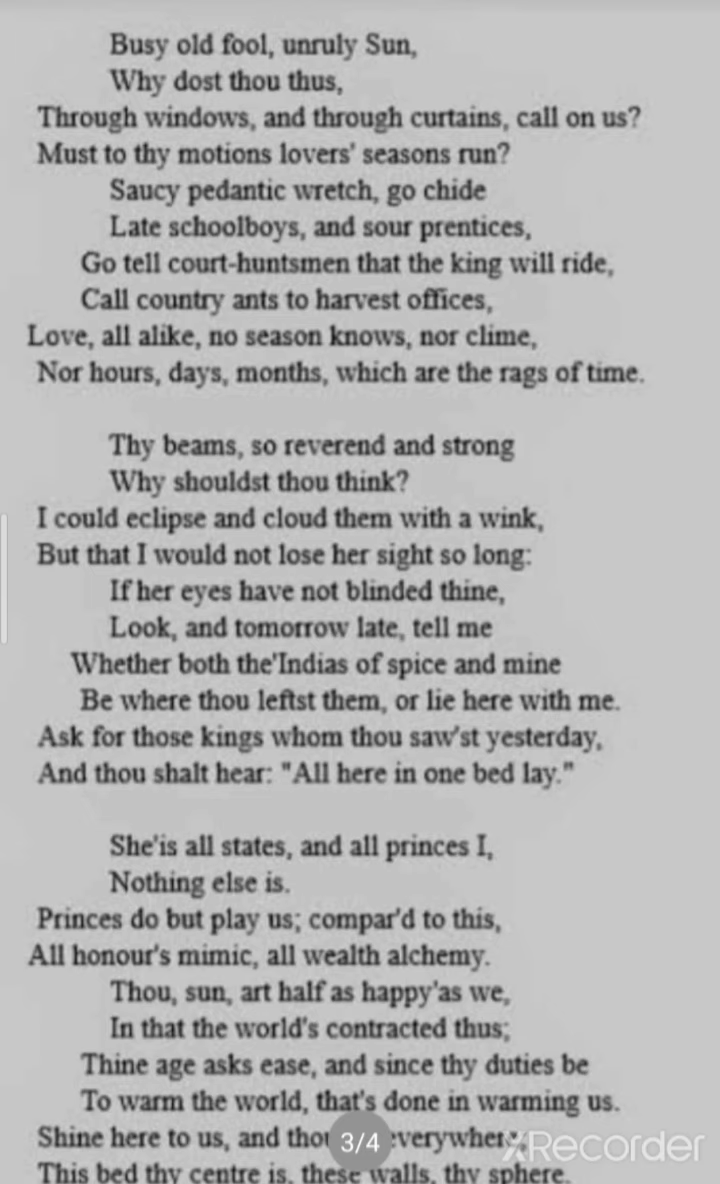 Busy old fool, unruly Sun,
Why dost thou thus,
Through windows, and through curtains, call on us?
Must to thy motions lovers' seasons run?
Saucy pedantic wretch, go chide
Late schoolboys, and sour prentices,
Go tell court-huntsmen that the king will ride,
Call country ants to harvest offices,
Love, all alike, no season knows, nor clime,
Nor hours, days, months, which are the rags of time.
Thy beams, so reverend and strong
Why shouldst thou think?
I could eclipse and cloud them with a wink,
But that I would not lose her sight so long:
If her eyes have not blinded thine,
Look, and tomorrow late, tell me
Whether both the'Indias of spice and mine
Be where thou leftst them, or lie here with me.
Ask for those kings whom thou saw'st yesterday,
And thou shalt hear: "All here in one bed lay."
She'is all states, and all princes I,
Nothing else is.
Princes do but play us; compar'd to this,
All honour's mimic, all wealth alchemy.
Thou, sun, art half as happy'as we,
In that the world's contracted thus;
Thine age asks ease, and since thy duties be
To warm the world, that's done in warming us.
Shine here to us, and
3/4
XRecorder
This bed thy centre is, these walls, thy sphere.